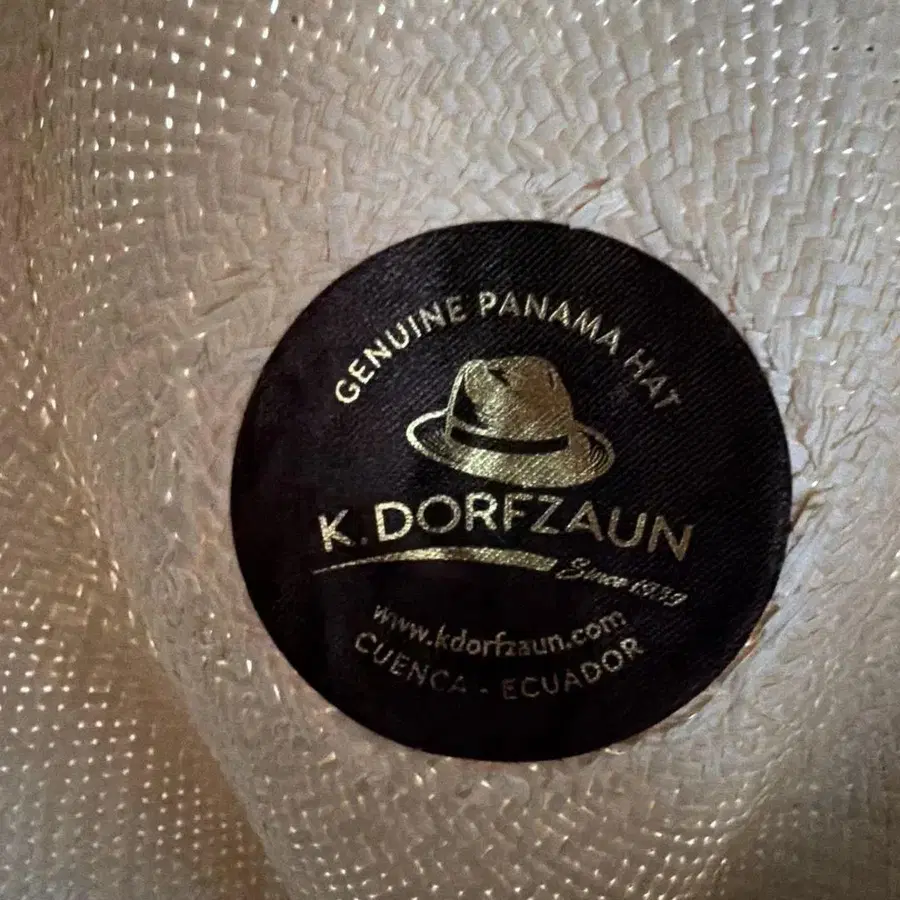 GENUINE PANAMA HAT
K. DORFZAUN
Since 1939
www.kdorfzaun.com
CUENCA - ECUADOR